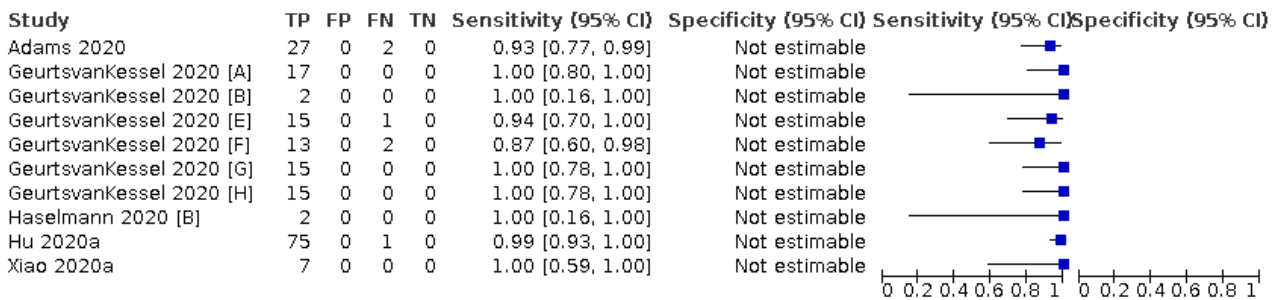 Study TP FP FN TN Sensitivity (95% CI) Specificity (95% CI) Sensitivity (95% CI)Specificity (95% CI)
Adams 2020 27 0 2 0 0.93 [0.77, 0.99] Not estimable
GeurtsvanKessel 2020 [A] 17 0 0 0 1.00 [0.80, 1.00] Not estimable
GeurtsvanKessel 2020 [B] 2 0 0 0 1.00 [0.16, 1.00] Not estimable
GeurtsvanKessel 2020 [E] 15 0 1 0 0.94 [0.70, 1.00] Not estimable
GeurtsvanKessel 2020 [F] 13 0 2 0 0.87 [0.60, 0.98] Not estimable
GeurtsvanKessel 2020 [G] 15 0 0 0 1.00 [0.78, 1.00] Not estimable
GeurtsvanKessel 2020 [H] 15 0 0 0 1.00 [0.78, 1.00] Not estimable
Haselmann 2020 [B] 2 0 0 0 1.00 [0.16, 1.00] Not estimable
Hu 2020a 75 0 1 0 0.99 [0.93, 1.00] Not estimable
Xiao 2020a 7 0 0 0 1.00 [0.59, 1.00] Not estimable
0 0.2 0.4 0.6 0.8 1 0 0.2 0.4 0.6 0.8 1